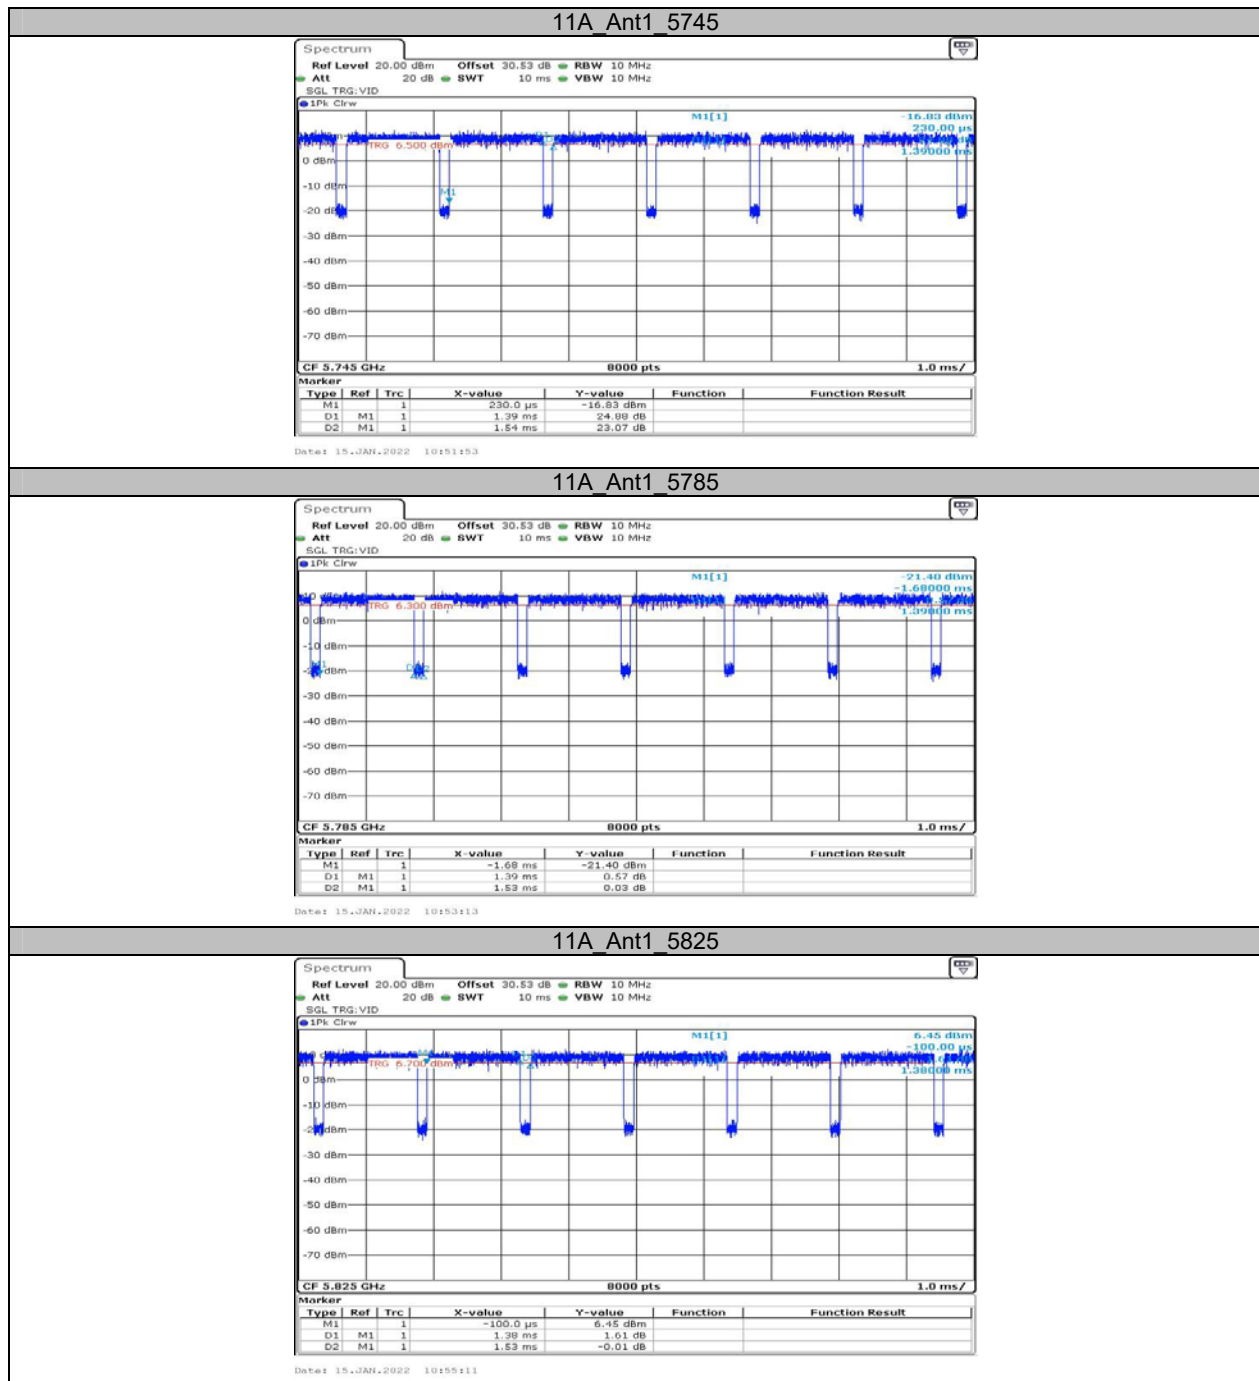 11A_Ant1_5745
Spectrum
Ref Level 20.00 dBm Offset 30.53 dB RBW 10 MHz
Att 20 dB SWT 10 ms VBW 10 MHz
SGL TRG:VID
1Pk Clrw
M1[1] -16.83 dBm
230.00 µs
1.39000 ms
TRG 6.500 dBm
0 dBm
-10 dBm
M1
-20 dBm
-30 dBm
-40 dBm
-50 dBm
-60 dBm
-70 dBm
CF 5.745 GHz 8000 pts 1.0 ms/
Marker
Type Ref Trc X-value Y-value Function Function Result
M1 1 230.0 µs -16.83 dBm
D1 M1 1 1.39 ms 24.88 dB
D2 M1 1 1.54 ms 23.07 dB
Date: 15.JAN.2022 10:51:53
11A_Ant1_5785
Spectrum
Ref Level 20.00 dBm Offset 30.53 dB RBW 10 MHz
Att 20 dB SWT 10 ms VBW 10 MHz
SGL TRG:VID
1Pk Clrw
M1[1] -21.40 dBm
-1.68000 ms
1.39000 ms
TRG 6.300 dBm
0 dBm
-10 dBm
-30 dBm
-40 dBm
-50 dBm
-60 dBm
-70 dBm
CF 5.785 GHz 8000 pts 1.0 ms/
Marker
Type Ref Trc X-value Y-value Function Function Result
M1 1 -1.68 ms -21.40 dBm
D1 M1 1 1.39 ms 0.57 dB
D2 M1 1 1.53 ms 0.03 dB
Date: 15.JAN.2022 10:53:13
11A_Ant1_5825
Spectrum
Ref Level 20.00 dBm Offset 30.53 dB RBW 10 MHz
Att 20 dB SWT 10 ms VBW 10 MHz
SGL TRG:VID
1Pk Clrw
M1[1] 6.45 dBm
-100.00 µs
1.38000 ms
TRG 6.700 dBm
0 dBm
-10 dBm
-20 dBm
-30 dBm
-40 dBm
-50 dBm
-60 dBm
-70 dBm
CF 5.825 GHz 8000 pts 1.0 ms/
Marker
Type Ref Trc X-value Y-value Function Function Result
M1 1 -100.0 µs 6.45 dBm
D1 M1 1 1.38 ms 1.61 dB
D2 M1 1 1.53 ms -0.01 dB
Date: 15.JAN.2022 10:55:11